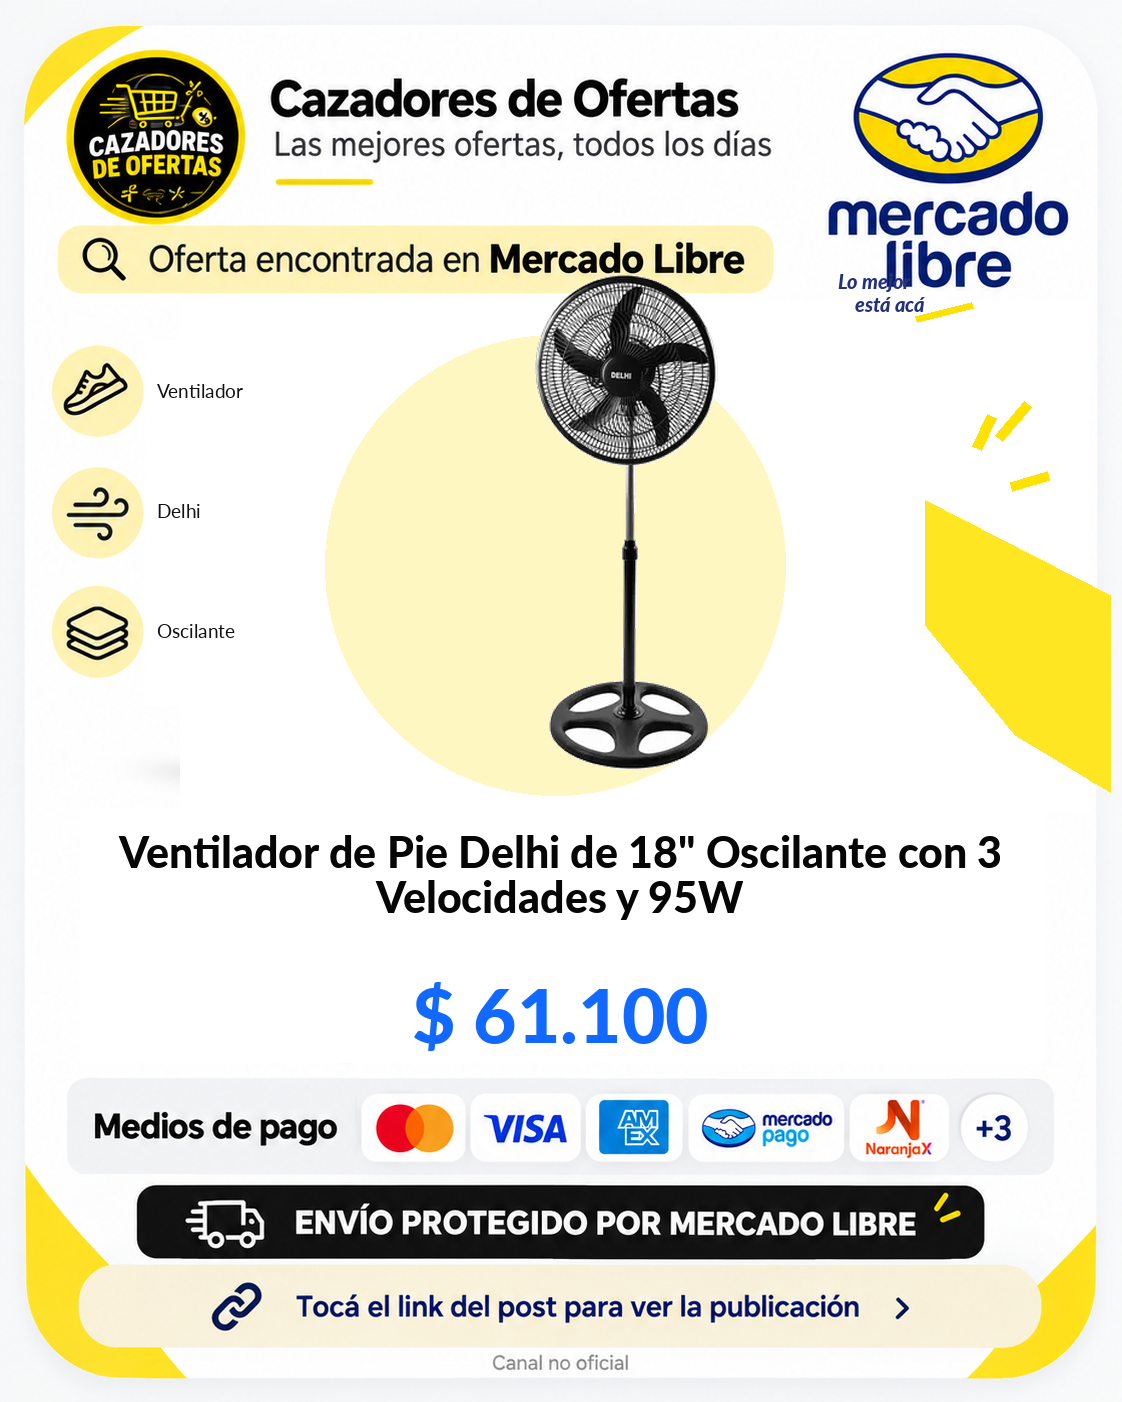 CAZADORES
DE OFERTAS
Cazadores de Ofertas
Las mejores ofertas, todos los días
mercado
libre
Oferta encontrada en Mercado Libre
Lo mejor
está acá
DELHI
Ventilador
Delhi
Oscilante
Ventilador de Pie Delhi de 18" Oscilante con 3
Velocidades y 95W
$ 61.100
Medios de pago
VISA
AM
EX
mercado
pago
N
NaranjaX
+3
ENVÍO PROTEGIDO POR MERCADO LIBRE
Tocá el link del post para ver la publicación
Canal no oficial